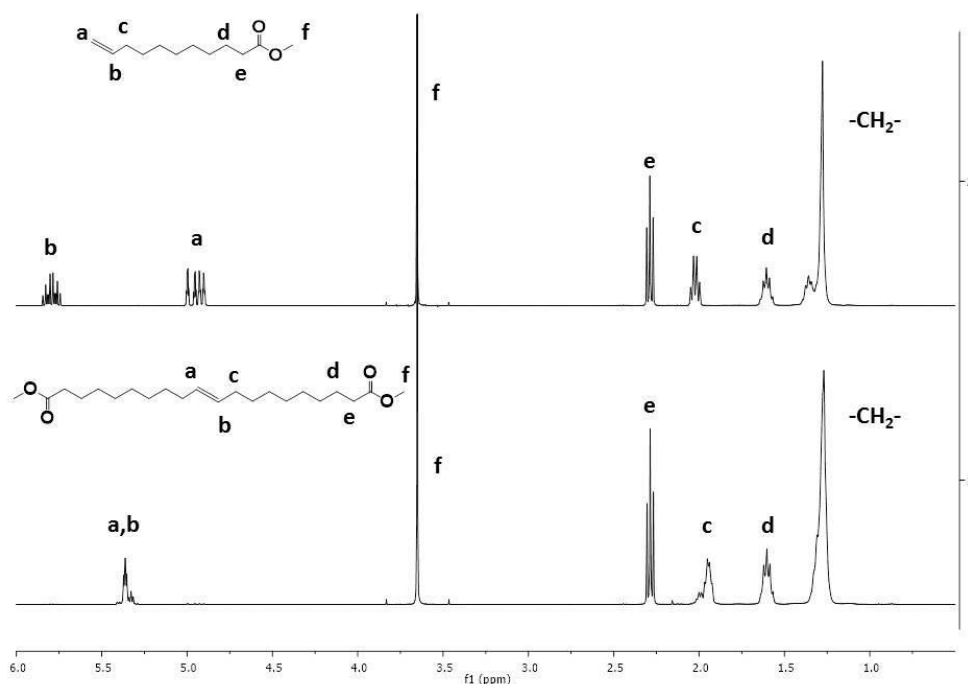 a c d O f
O
b e
f -CH₂-
e
b a c d
a c d O f
O
O
O b e
f e -CH₂-
a,b c d
6.0 5.5 5.0 4.5 4.0 3.5 3.0 2.5 2.0 1.5 1.0
f1 (ppm)